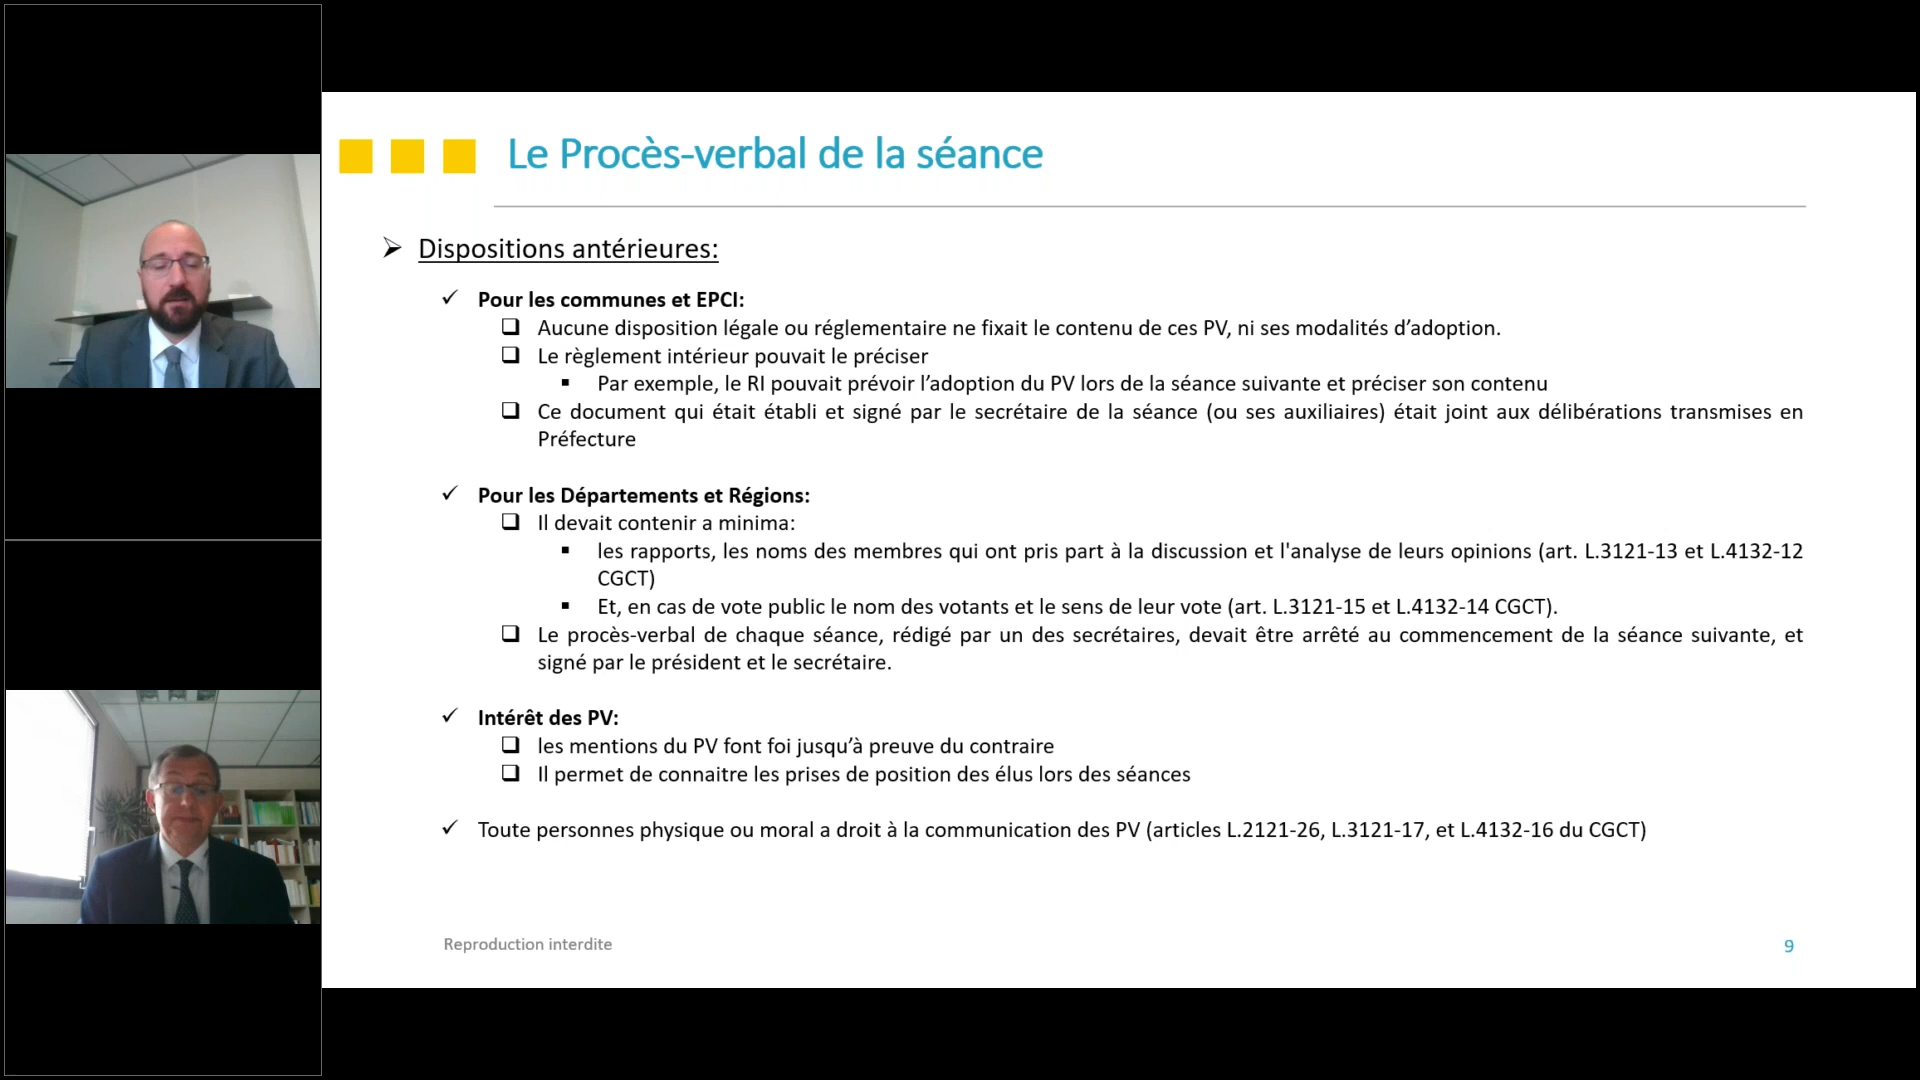 Le Procès-verbal de la séance
➢ Dispositions antérieures:
✓ Pour les communes et EPCI:
❑ Aucune disposition légale ou réglementaire ne fixait le contenu de ces PV, ni ses modalités d’adoption.
❑ Le règlement intérieur pouvait le préciser
▪ Par exemple, le RI pouvait prévoir l’adoption du PV lors de la séance suivante et préciser son contenu
❑ Ce document qui était établi et signé par le secrétaire de la séance (ou ses auxiliaires) était joint aux délibérations transmises en
Préfecture
✓ Pour les Départements et Régions:
❑ Il devait contenir a minima:
▪ les rapports, les noms des membres qui ont pris part à la discussion et l'analyse de leurs opinions (art. L.3121-13 et L.4132-12
CGCT)
▪ Et, en cas de vote public le nom des votants et le sens de leur vote (art. L.3121-15 et L.4132-14 CGCT).
❑ Le procès-verbal de chaque séance, rédigé par un des secrétaires, devait être arrêté au commencement de la séance suivante, et
signé par le président et le secrétaire.
✓ Intérêt des PV:
❑ les mentions du PV font foi jusqu’à preuve du contraire
❑ Il permet de connaitre les prises de position des élus lors des séances
✓ Toute personnes physique ou moral a droit à la communication des PV (articles L.2121-26, L.3121-17, et L.4132-16 du CGCT)
Reproduction interdite
9